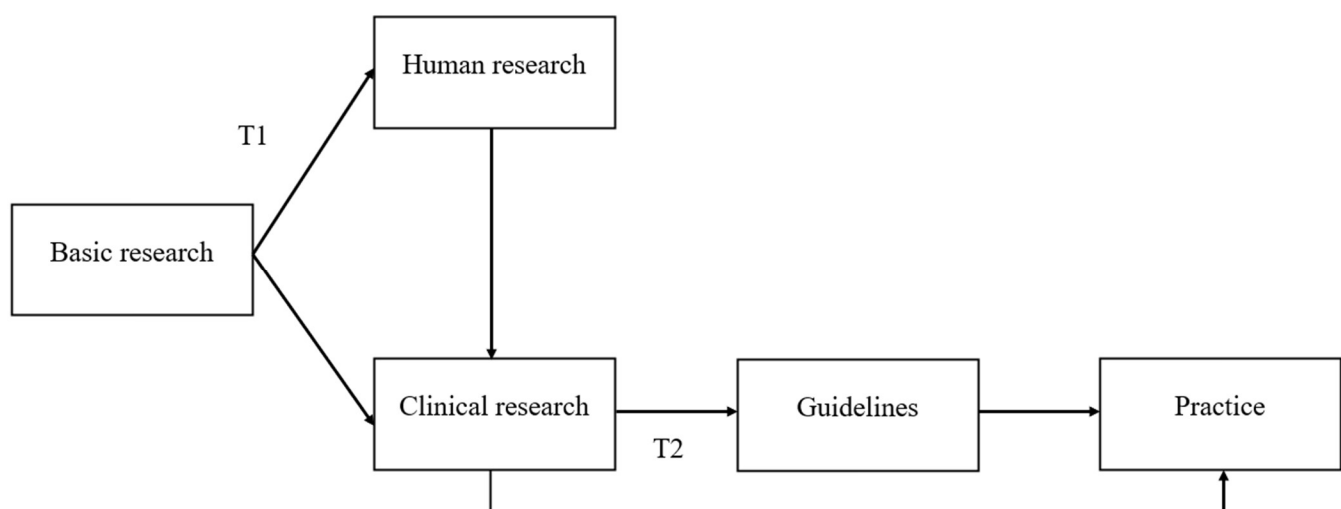 Human research
T1
Basic research
Clinical research
T2
Guidelines
Practice